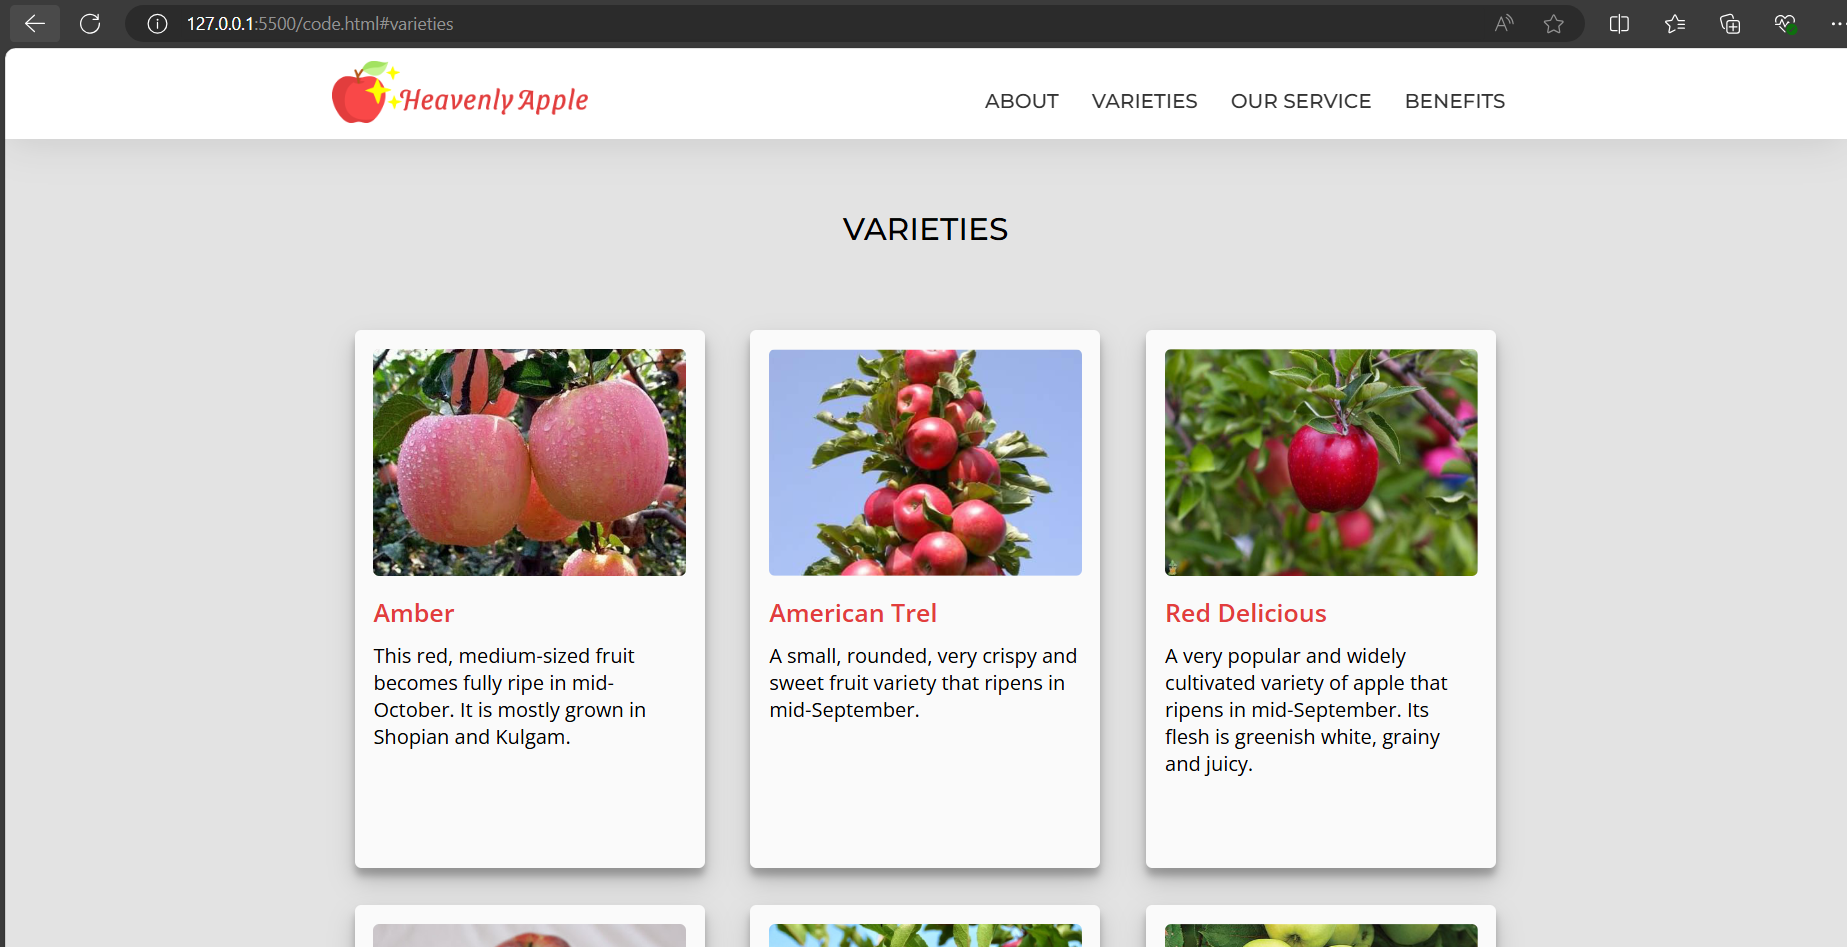 127.0.0.1:5500/code.html#varieties
Heavenly Apple
ABOUT VARIETIES OUR SERVICE BENEFITS
VARIETIES
Amber
This red, medium-sized fruit
becomes fully ripe in mid-
October. It is mostly grown in
Shopian and Kulgam.
American Trel
A small, rounded, very crispy and
sweet fruit variety that ripens in
mid-September.
Red Delicious
A very popular and widely
cultivated variety of apple that
ripens in mid-September. Its
flesh is greenish white, grainy
and juicy.